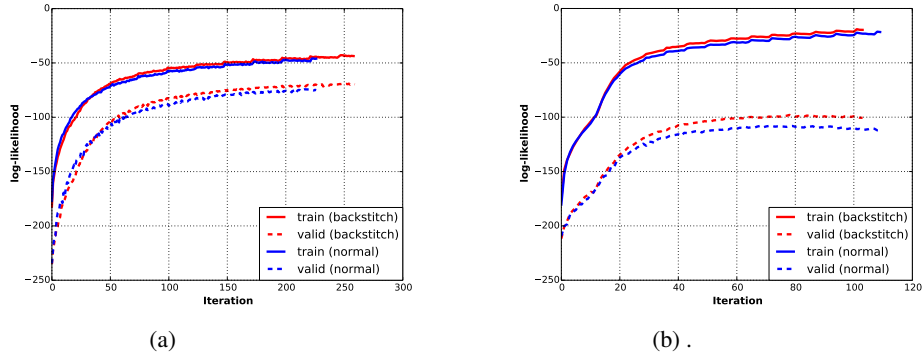 0
−50
−100
−150
−200
−250
log-likelihood
0 50 100 150 200 250 300
Iteration
train (backstitch)
valid (backstitch)
train (normal)
valid (normal)
(a)
0
−50
−100
−150
−200
−250
log-likelihood
0 20 40 60 80 100 120
Iteration
train (backstitch)
valid (backstitch)
train (normal)
valid (normal)
(b) .